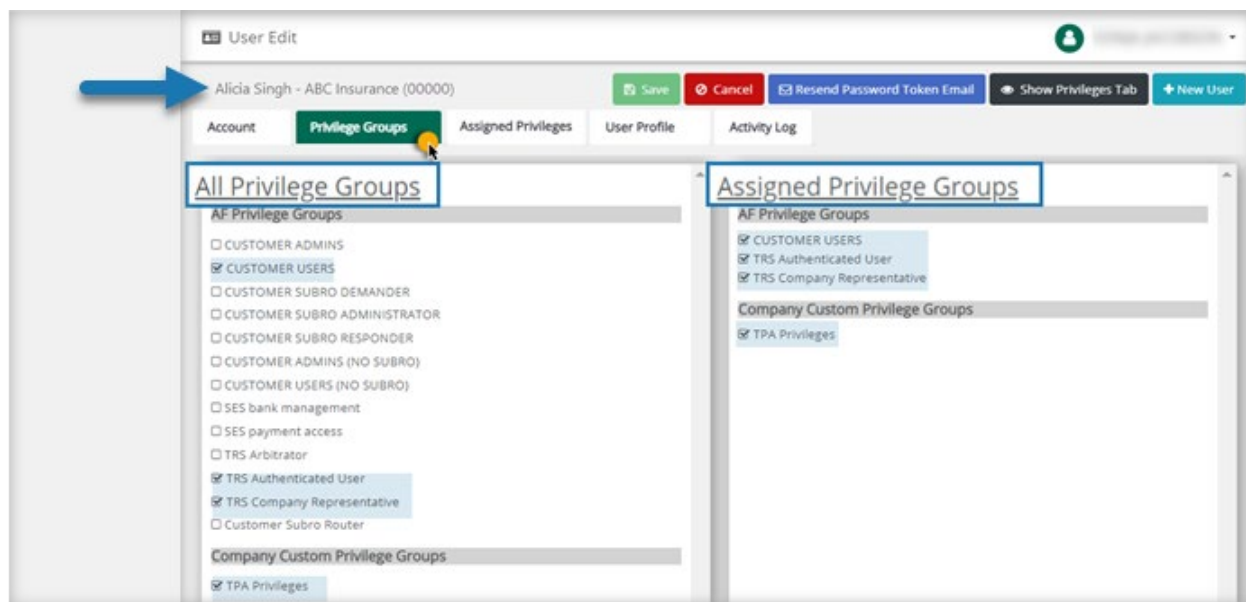 User Edit
Alicia Singh - ABC Insurance (00000)
Save
Cancel
Resend Password Token Email
Show Privileges Tab
New User
Account
Privilege Groups
Assigned Privileges
User Profile
Activity Log
All Privilege Groups
AF Privilege Groups
CUSTOMER ADMINS
CUSTOMER USERS
CUSTOMER SUBRO DEMANDER
CUSTOMER SUBRO ADMINISTRATOR
CUSTOMER SUBRO RESPONDER
CUSTOMER ADMINS (NO SUBRO)
CUSTOMER USERS (NO SUBRO)
SES bank management
SES payment access
TRS Arbitrator
TRS Authenticated User
TRS Company Representative
Customer Subro Router
Company Custom Privilege Groups
TPA Privileges
Assigned Privilege Groups
AF Privilege Groups
CUSTOMER USERS
TRS Authenticated User
TRS Company Representative
Company Custom Privilege Groups
TPA Privileges